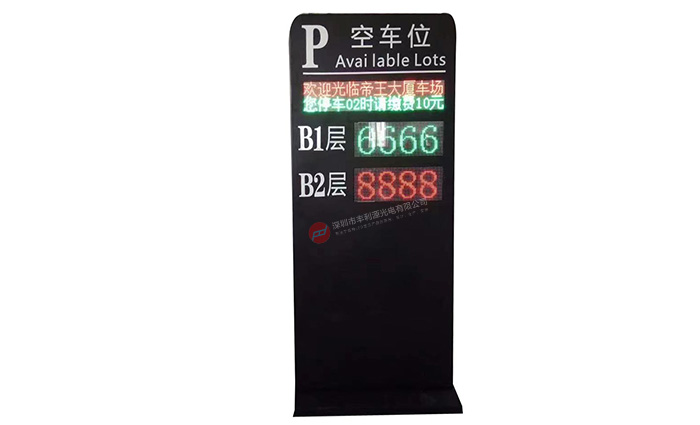 P 空车位
Avai lable Lots
欢迎光临帝王大厦车场
您停车02时请缴费10元
B1层 6666
B2层 8888
深圳市丰利源光电有限公司